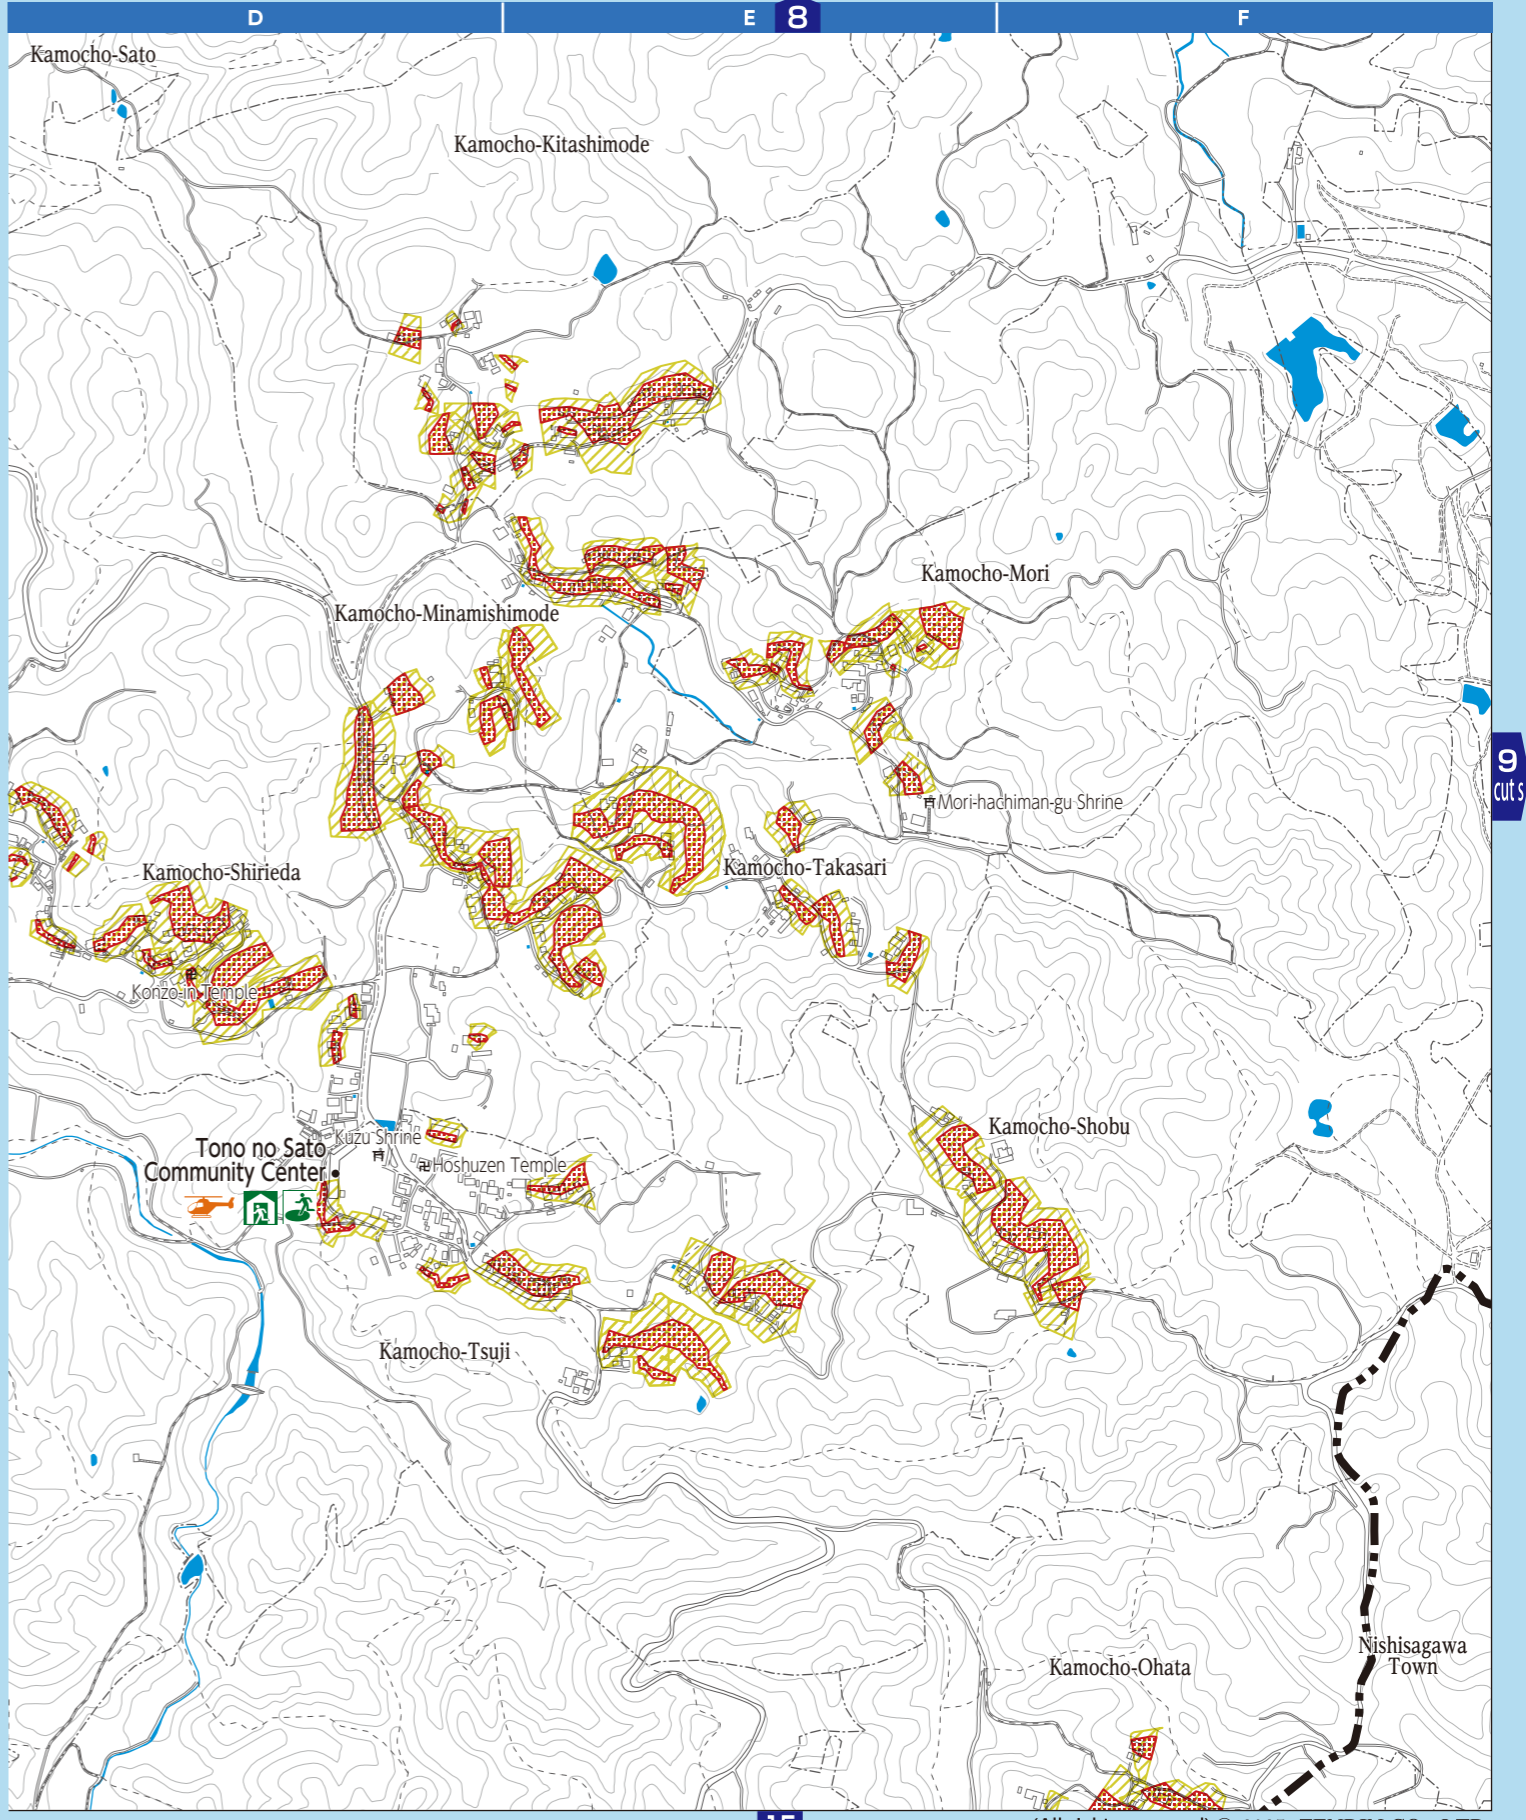 D
E
8
F
Kamocho-Sato
Kamocho-Kitashimode
Kamocho-Mori
Kamocho-Minamishimode
9
cut s
Mori-hachiman-gu Shrine
Kamocho-Takasari
Kamocho-Shirieda
Konzo-in Temple
Kamocho-Shobu
Kuzu Shrine
Tono no Sato
Community Center
Hoshuzen Temple
Kamocho-Tsuji
Nishisagawa
Town
Kamocho-Ohata